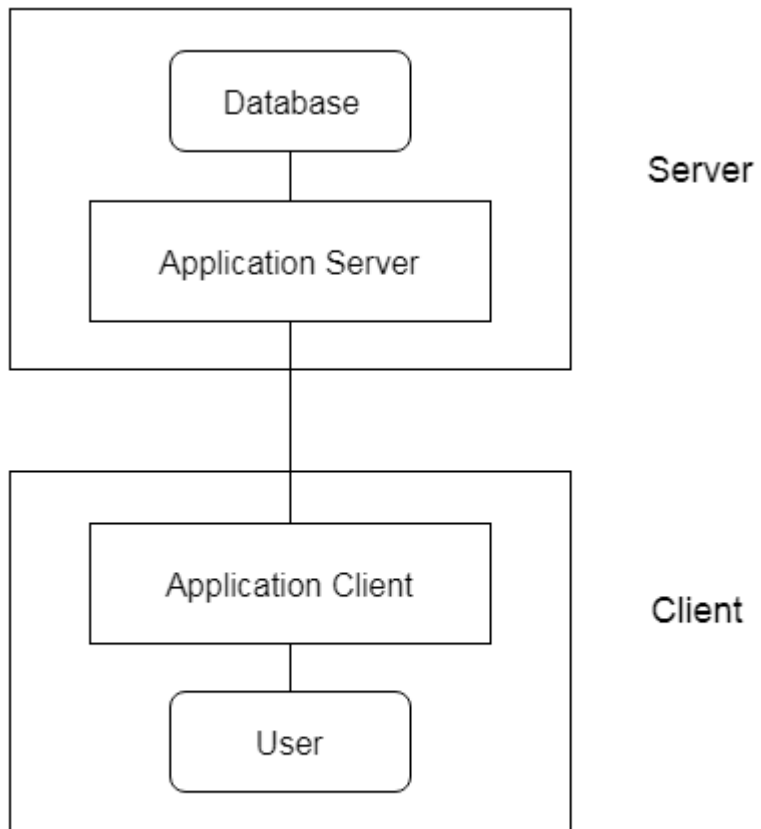 Database
Server
Application Server
Application Client
Client
User